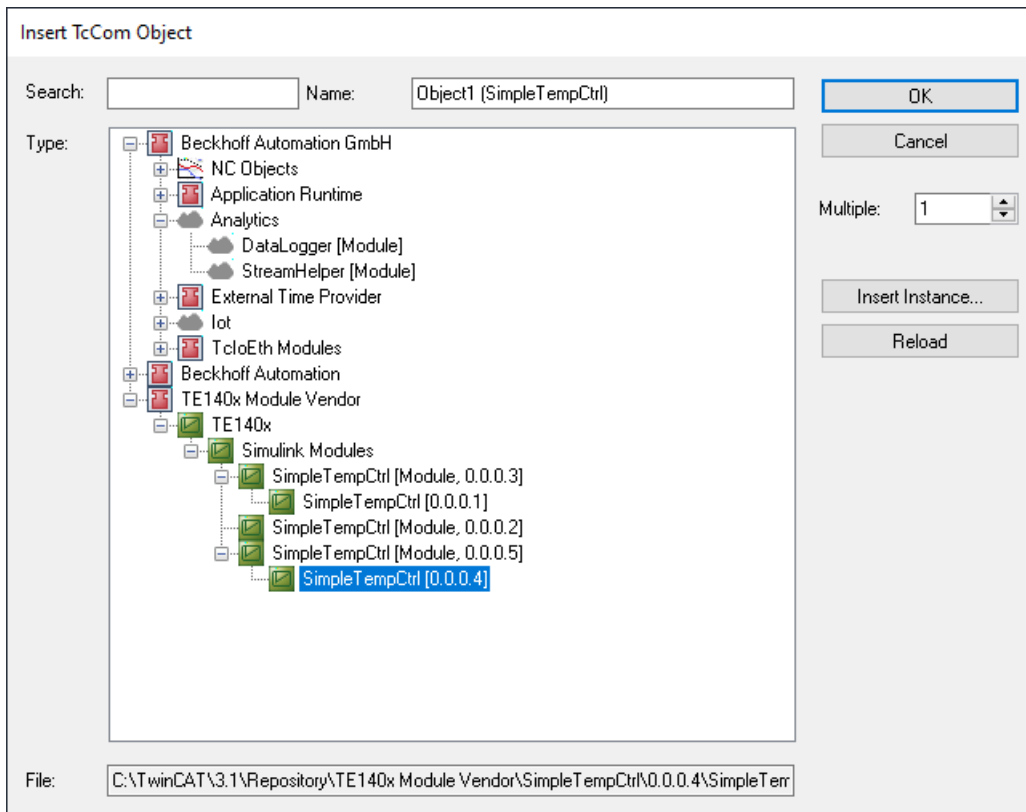 Insert TcCom Object
Search:
Name: Object1 (SimpleTempCtrl)
OK
Type:
Beckhoff Automation GmbH
Cancel
NC Objects
Application Runtime
Multiple: 1
Analytics
DataLogger [Module]
StreamHelper [Module]
External Time Provider
Insert Instance...
Iot
TcIoEth Modules
Reload
Beckhoff Automation
TE140x Module Vendor
TE140x
Simulink Modules
SimpleTempCtrl [Module, 0.0.0.3]
SimpleTempCtrl [0.0.0.1]
SimpleTempCtrl [Module, 0.0.0.2]
SimpleTempCtrl [Module, 0.0.0.5]
SimpleTempCtrl [0.0.0.4]
File: C:\TwinCAT\3.1\Repository\TE140x Module Vendor\SimpleTempCtrl\0.0.0.4\SimpleTem